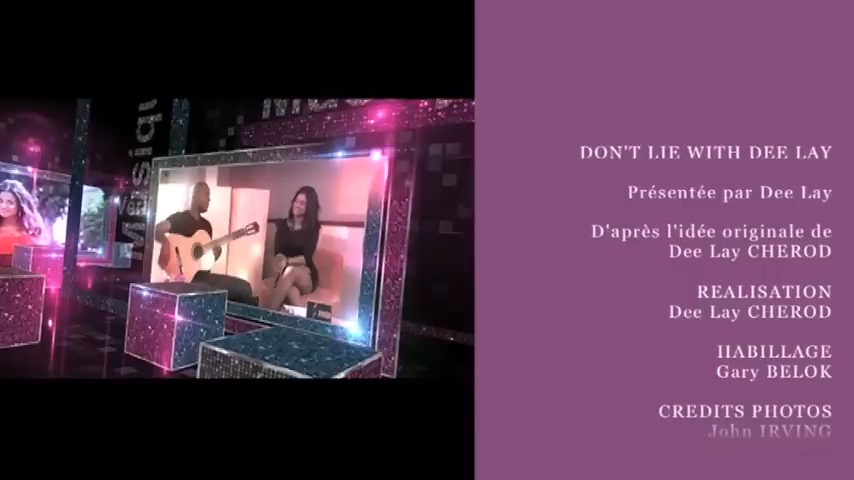 Musique
DON'T LIE WITH DEE LAY
Présentée par Dee Lay
D'après l'idée originale de
Dee Lay CHEROD
REALISATION
Dee Lay CHEROD
HABILLAGE
Gary BELOK
CREDITS PHOTOS
John IRVING